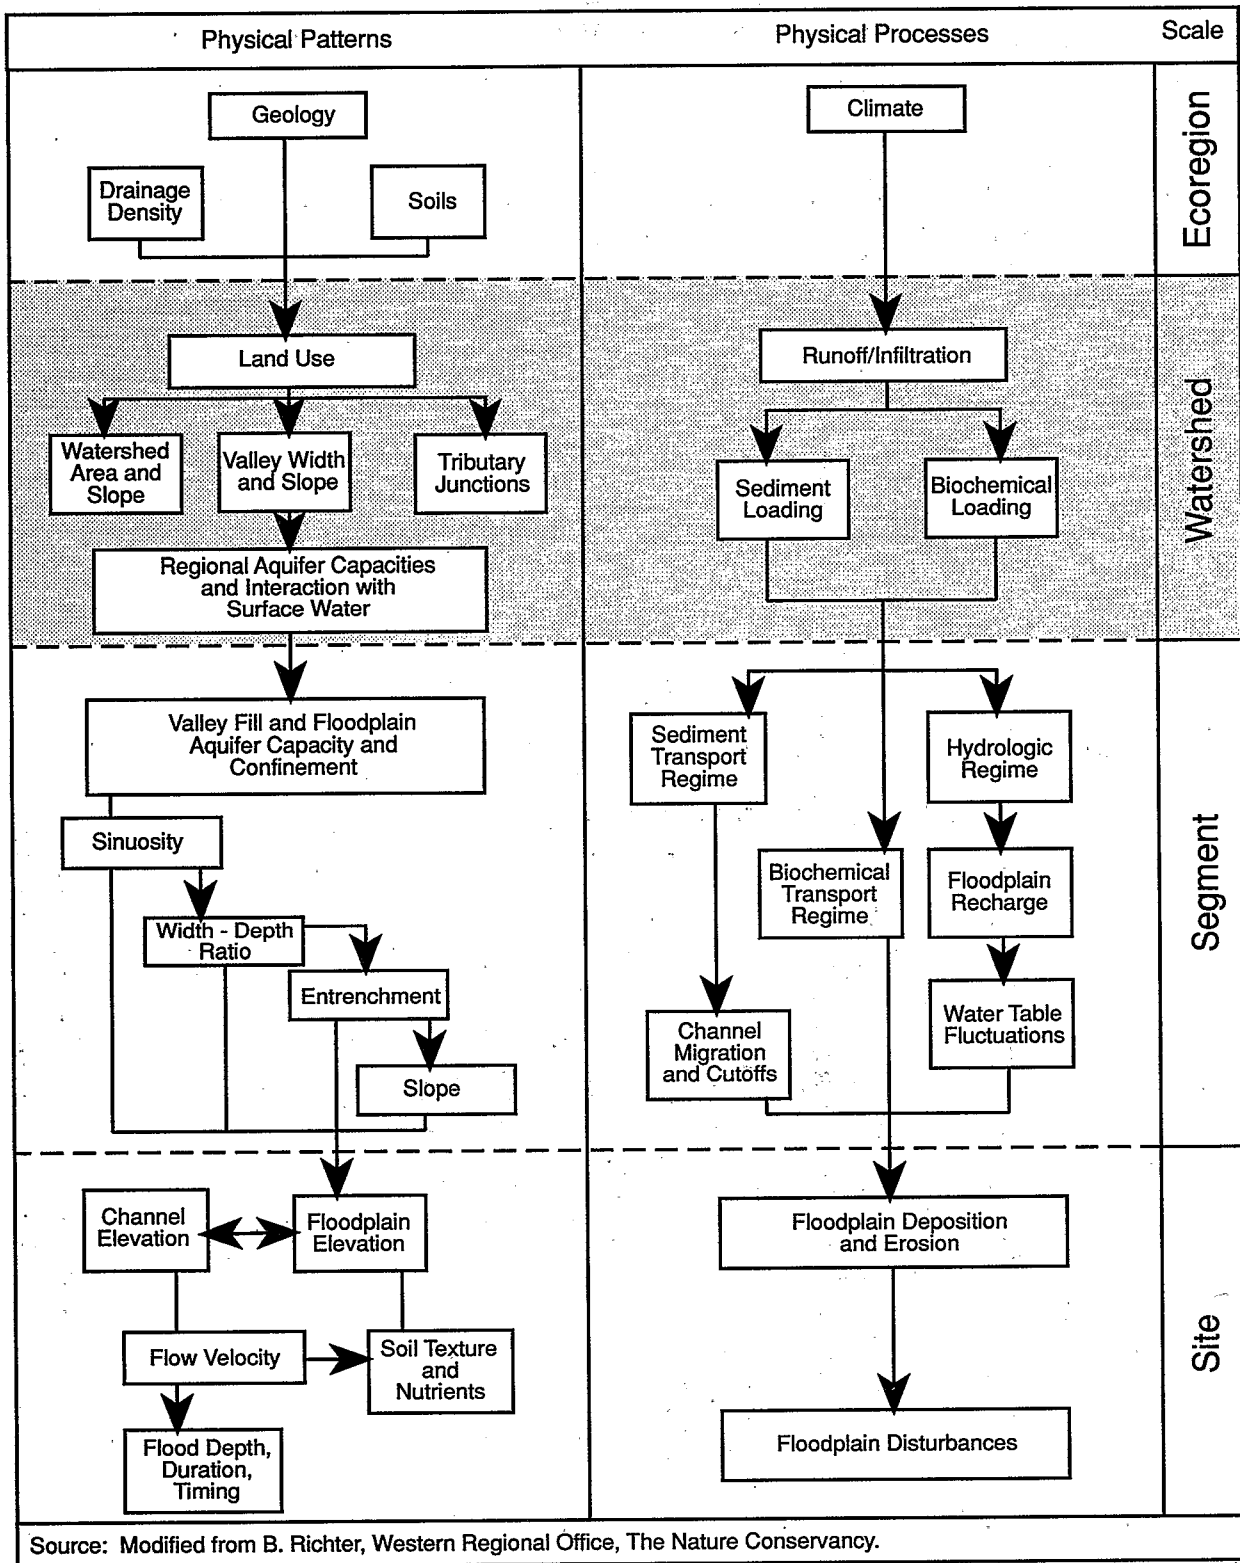 Physical Patterns
Physical Processes
Scale
Geology
Climate
Ecoregion
Drainage
Density
Soils
Land Use
Runoff/Infiltration
Watershed
Watershed
Area and
Slope
Valley Width
and Slope
Tributary
Junctions
Sediment
Loading
Biochemical
Loading
Regional Aquifer Capacities
and Interaction with
Surface Water
Valley Fill and Floodplain
Aquifer Capacity and
Confinement
Sediment
Transport
Regime
Hydrologic
Regime
Segment
Sinuosity
Biochemical
Transport
Regime
Floodplain
Recharge
Width - Depth
Ratio
Entrenchment
Channel
Migration
and Cutoffs
Water Table
Fluctuations
Slope
Channel
Elevation
Floodplain
Elevation
Floodplain Deposition
and Erosion
Site
Flow Velocity
Soil Texture
and
Nutrients
Flood Depth,
Duration,
Timing
Floodplain Disturbances
Source: Modified from B. Richter, Western Regional Office, The Nature Conservancy.